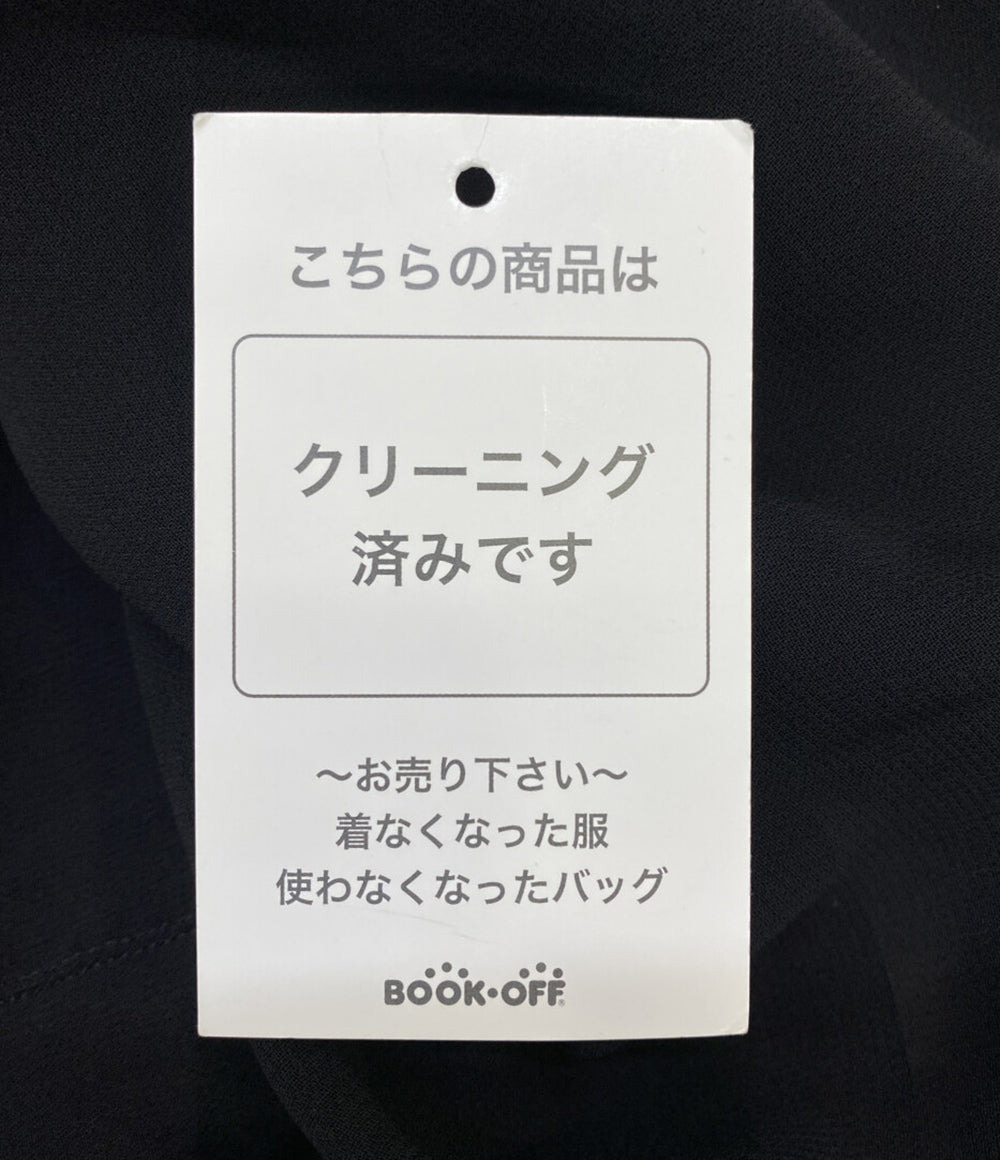 こちらの商品は
クリーニング
済みです
～お売り下さい～
着なくなった服
使わなくなったバッグ
BOOK・OFF®